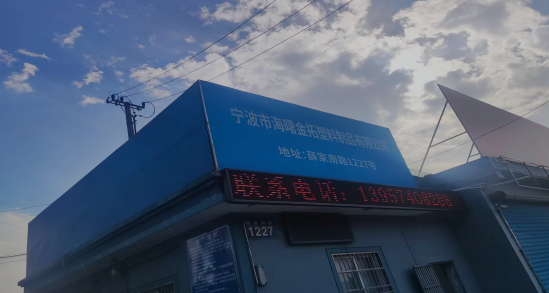 宁波市海曙金拓塑料制品有限公司
地址:薛家南路1227号
联系电话: 13957406288
1227